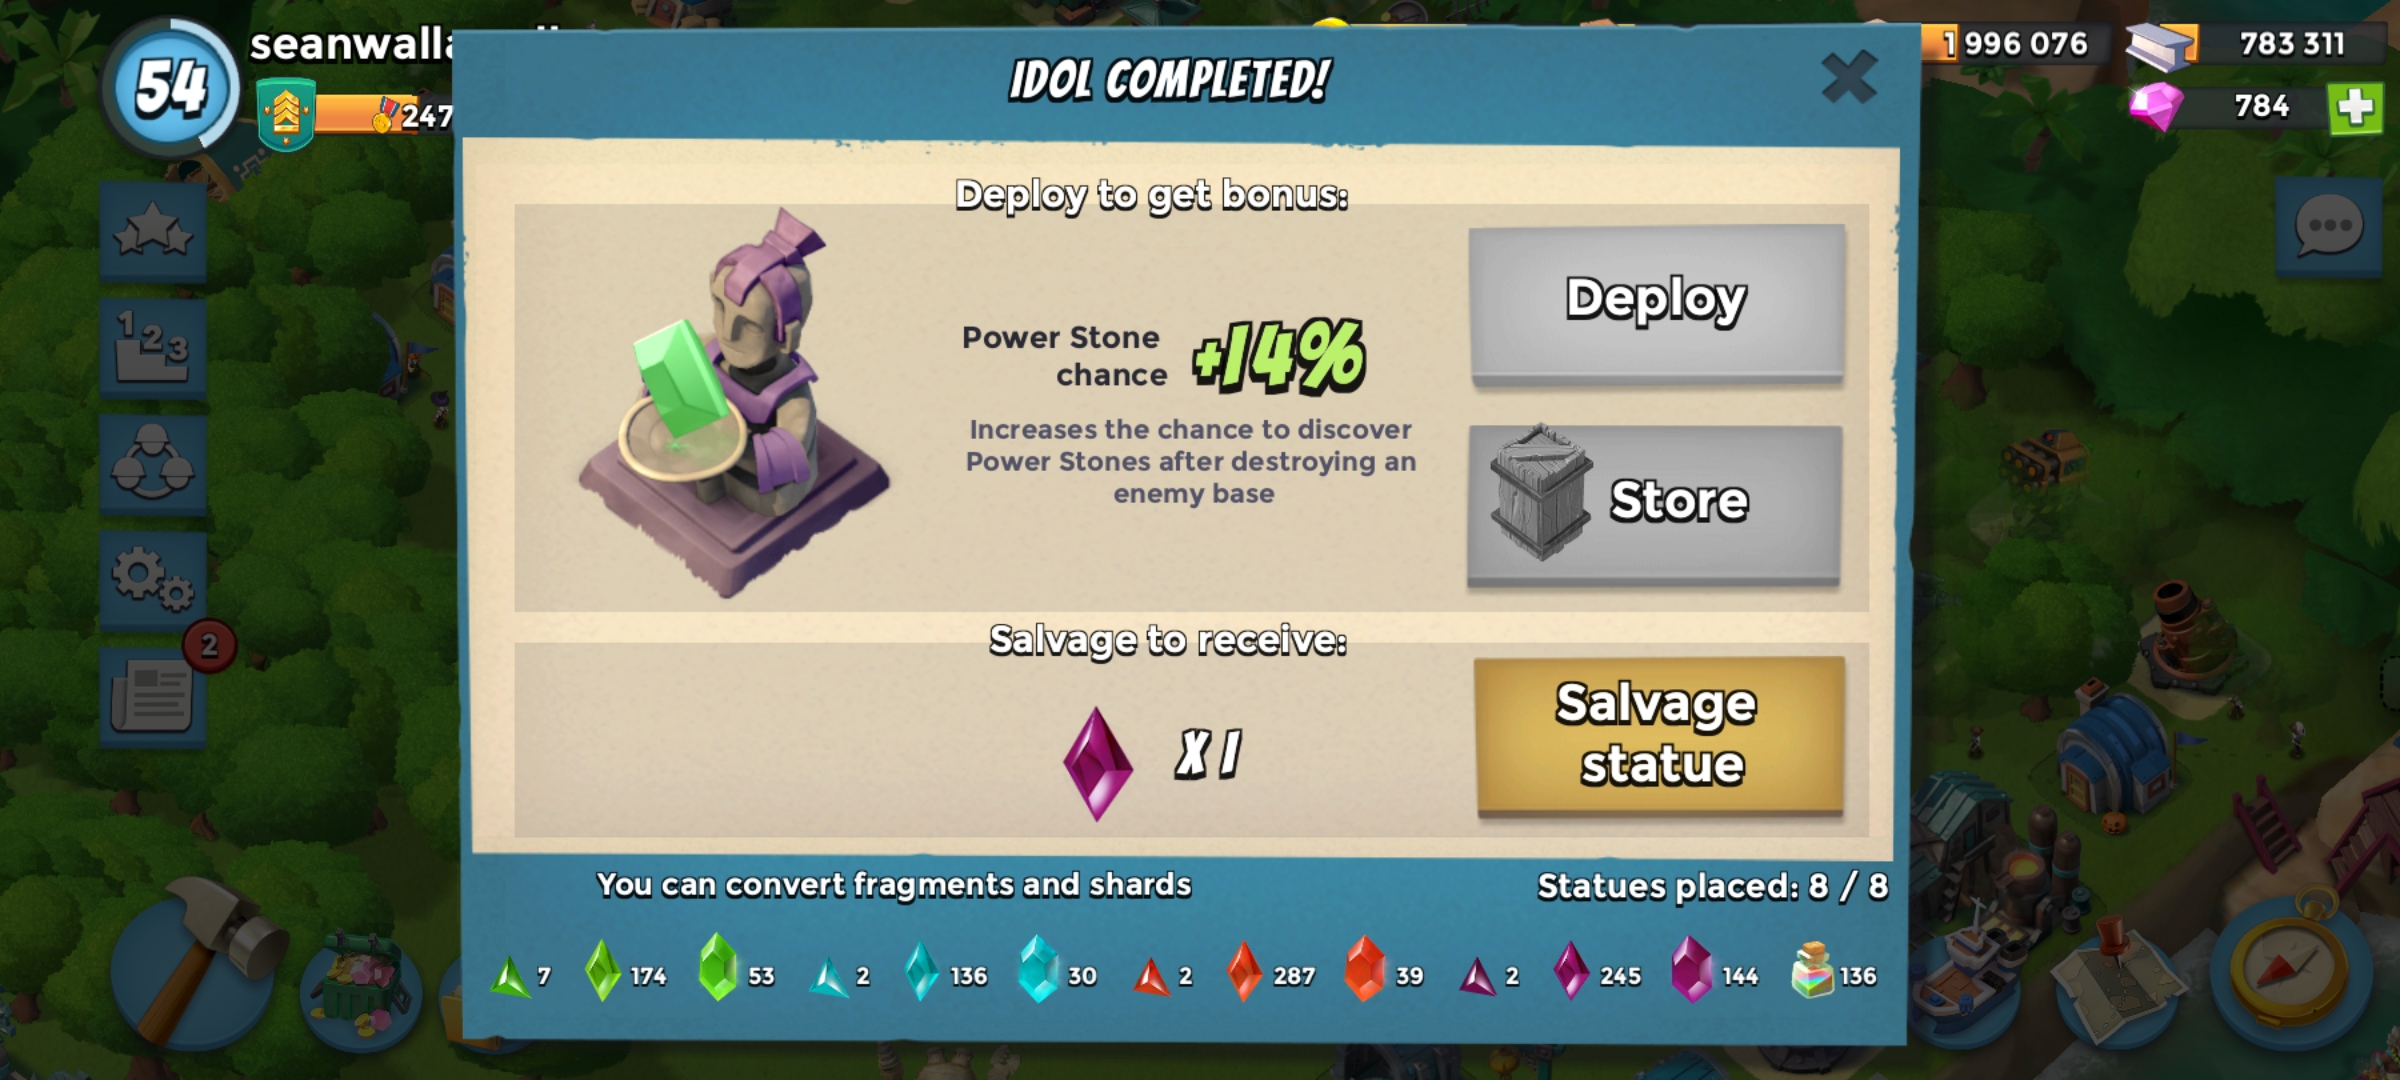 54
247
IDOL COMPLETED!
1 996 076
783 311
784
Deploy to get bonus:
Power Stone
chance
+14%
Increases the chance to discover
Power Stones after destroying an
enemy base
Deploy
Store
1 2 3
2
Salvage to receive:
X 1
Salvage
statue
You can convert fragments and shards
Statues placed: 8 / 8
7 174 53 2 136 30 2 287 39 2 245 144 136